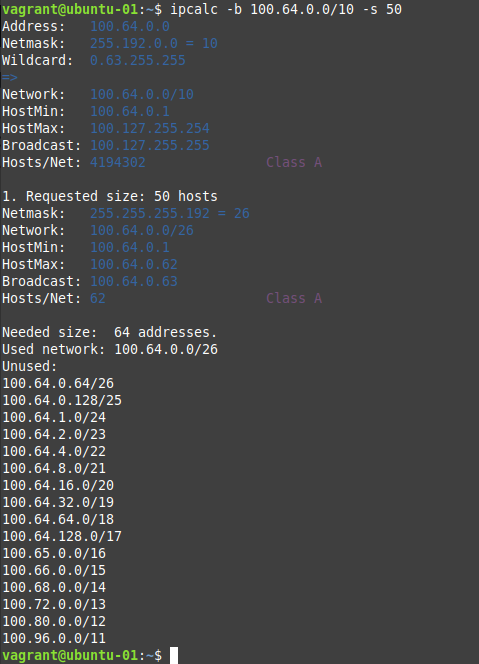 vagrant@ubuntu-01:~$ ipcalc -b 100.64.0.0/10 -s 50
Address:   100.64.0.0
Netmask:   255.192.0.0 = 10
Wildcard:  0.63.255.255
=>
Network:   100.64.0.0/10
HostMin:   100.64.0.1
HostMax:   100.127.255.254
Broadcast: 100.127.255.255
Hosts/Net: 4194302               Class A
1. Requested size: 50 hosts
Netmask:   255.255.255.192 = 26
Network:   100.64.0.0/26
HostMin:   100.64.0.1
HostMax:   100.64.0.62
Broadcast: 100.64.0.63
Hosts/Net: 62                    Class A
Needed size:  64 addresses.
Used network: 100.64.0.0/26
Unused:
100.64.0.64/26
100.64.0.128/25
100.64.1.0/24
100.64.2.0/23
100.64.4.0/22
100.64.8.0/21
100.64.16.0/20
100.64.32.0/19
100.64.64.0/18
100.64.128.0/17
100.65.0.0/16
100.66.0.0/15
100.68.0.0/14
100.72.0.0/13
100.80.0.0/12
100.96.0.0/11
vagrant@ubuntu-01:~$